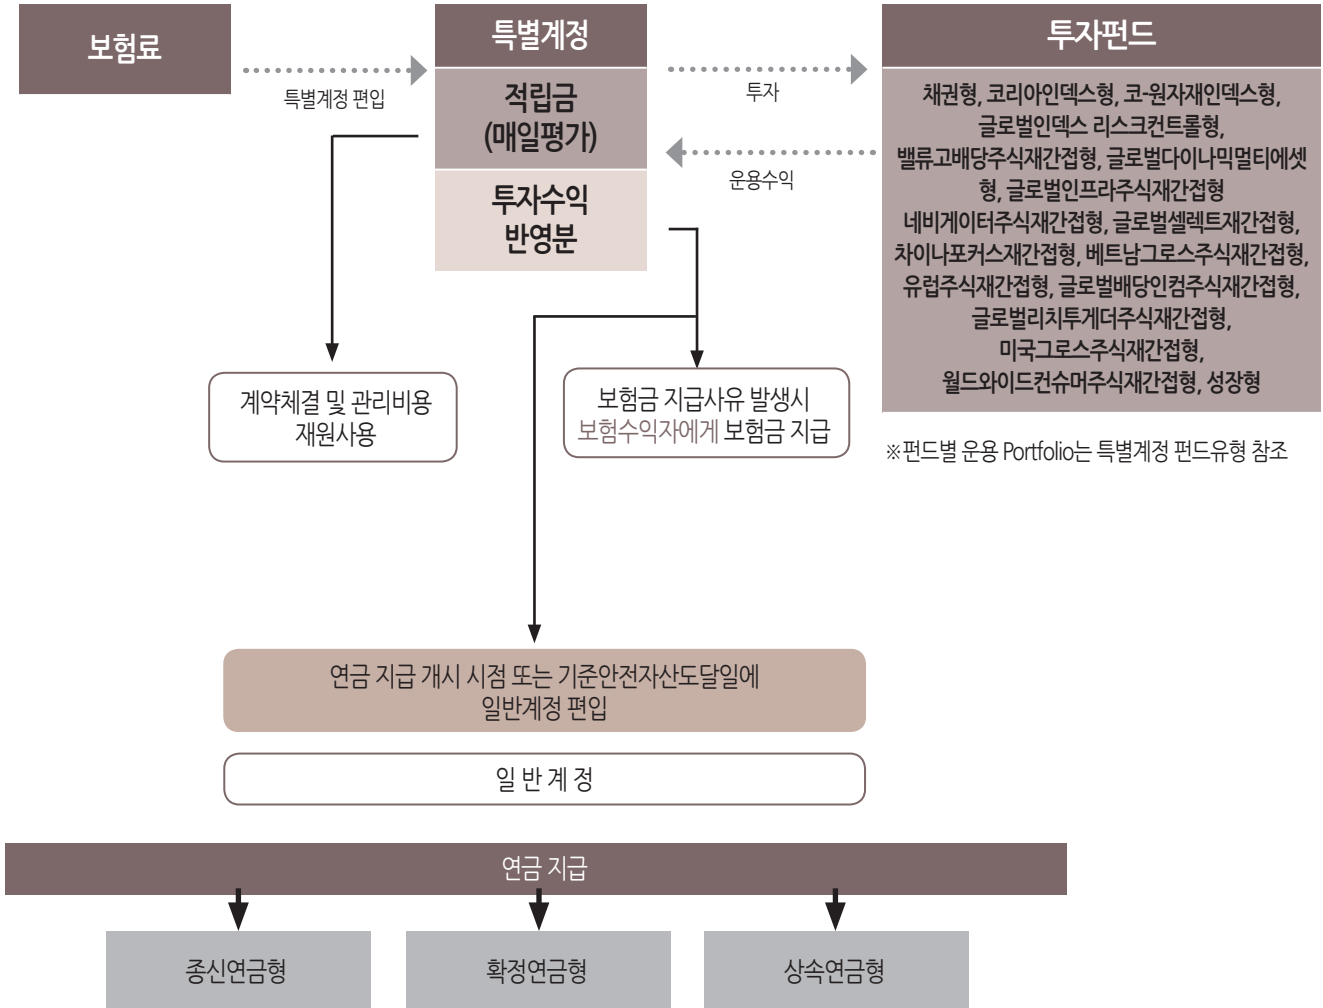 보험료
특별계정 편입
특별계정
적립금
(매일평가)
투자수익
반영분
투자
운용수익
투자펀드
채권형, 코리아인덱스형, 코-원자재인덱스형,
글로벌인덱스 리스크컨트롤형,
밸류고배당주식재간접형, 글로벌다이나믹멀티에셋
형, 글로벌인프라주식재간접형
네비게이터주식재간접형, 글로벌셀렉트재간접형,
차이나포커스재간접형, 베트남그로스주식재간접형,
유럽주식재간접형, 글로벌배당인컴주식재간접형,
글로벌리치투게더주식재간접형,
미국그로스주식재간접형,
월드와이드컨슈머주식재간접형, 성장형
※펀드별 운용 Portfolio는 특별계정 펀드유형 참조
계약체결 및 관리비용
재원사용
보험금 지급사유 발생시
보험수익자에게 보험금 지급
연금 지급 개시 시점 또는 기준안전자산도달일에
일반계정 편입
일 반 계 정
연금 지급
종신연금형
확정연금형
상속연금형